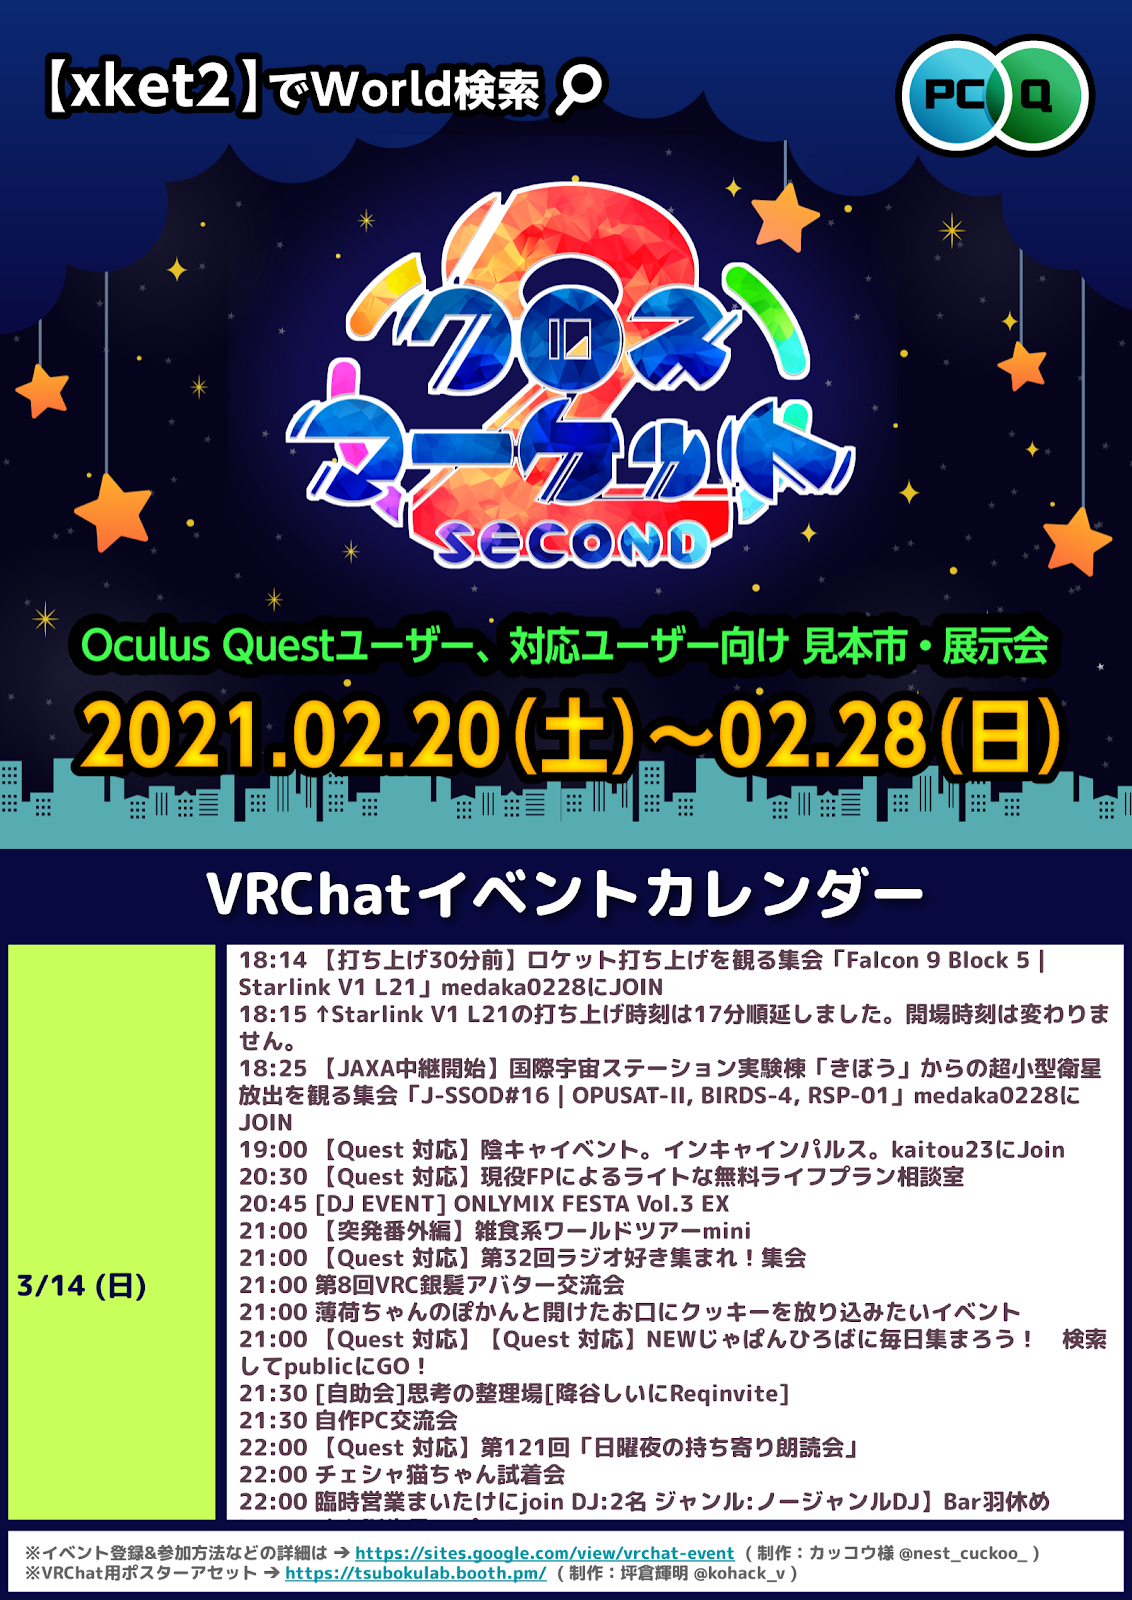 【xket2】でWorld検索
PC Q
2
クロス
マーケット
SECOND
Oculus Questユーザー、対応ユーザー向け 見本市・展示会
2021.02.20(土)～02.28(日)
VRChatイベントカレンダー
3/14 (日)
18:14 【打ち上げ30分前】ロケット打ち上げを観る集会「Falcon 9 Block 5 |
Starlink V1 L21」medaka0228にJOIN
18:15 ↑Starlink V1 L21の打ち上げ時刻は17分順延しました。開場時刻は変わりま
せん。
18:25 【JAXA中継開始】国際宇宙ステーション実験棟「きぼう」からの超小型衛星
放出を観る集会「J-SSOD#16 | OPUSAT-II, BIRDS-4, RSP-01」medaka0228に
JOIN
19:00 【Quest 対応】陰キャイベント。インキャインパルス。kaitou23にJoin
20:30 【Quest 対応】現役FPによるライトな無料ライフプラン相談室
20:45 [DJ EVENT] ONLYMIX FESTA Vol.3 EX
21:00 【突発番外編】雑食系ワールドツアーmini
21:00 【Quest 対応】第32回ラジオ好き集まれ！集会
21:00 第8回VRC銀髪アバター交流会
21:00 薄荷ちゃんのぽかんと開けたお口にクッキーを放り込みたいイベント
21:00 【Quest 対応】【Quest 対応】NEWじゃぱんひろばに毎日集まろう！　検索
してpublicにGO！
21:30 [自助会]思考の整理場[降谷しいにReqinvite]
21:30 自作PC交流会
22:00 【Quest 対応】第121回「日曜夜の持ち寄り朗読会」
22:00 チェシャ猫ちゃん試着会
22:00 臨時営業まいたけにjoin DJ:2名 ジャンル:ノージャンルDJ】Bar羽休め
※イベント登録&参加方法などの詳細は ➔ https://sites.google.com/view/vrchat-event ( 制作：カッコウ様 @nest_cuckoo_ )
※VRChat用ポスターアセット ➔ https://tsubokulab.booth.pm/ ( 制作：坪倉輝明 @kohack_v )